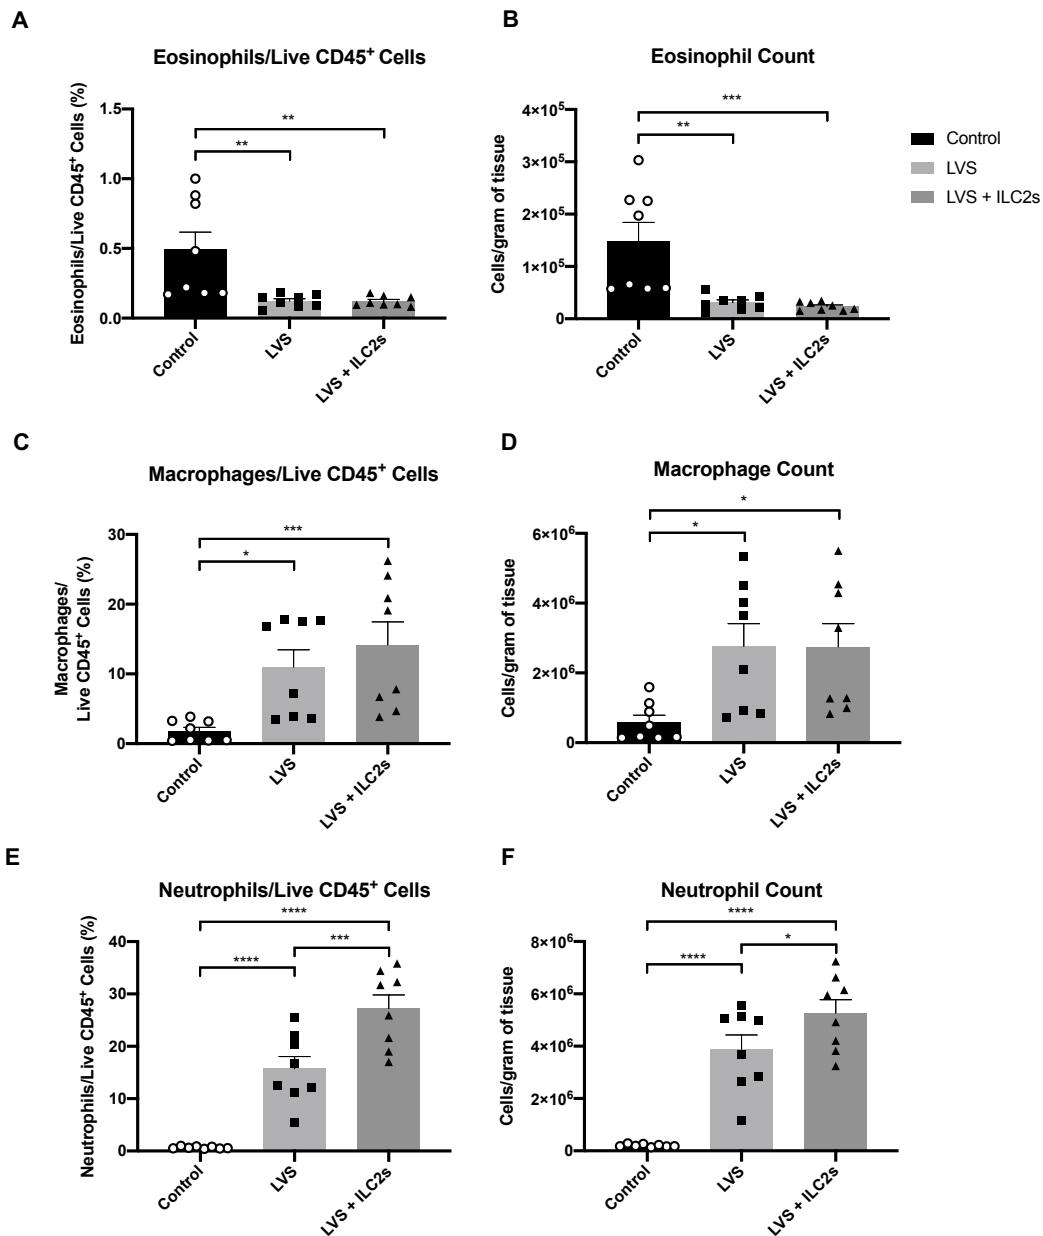 A
Eosinophils/Live CD45⁺ Cells
Eosinophils/Live CD45⁺ Cells (%)
1.5
1.0
0.5
0.0
**
**
Control
LVS
LVS + ILC2s
B
Eosinophil Count
Cells/gram of tissue
4×10⁵
3×10⁵
2×10⁵
1×10⁵
0
***
**
Control
LVS
LVS + ILC2s
Control
LVS
LVS + ILC2s
C
Macrophages/Live CD45⁺ Cells
Macrophages/
Live CD45⁺ Cells (%)
30
20
10
0
***
*
Control
LVS
LVS + ILC2s
D
Macrophage Count
Cells/gram of tissue
6×10⁶
4×10⁶
2×10⁶
0
*
*
Control
LVS
LVS + ILC2s
E
Neutrophils/Live CD45⁺ Cells
Neutrophils/Live CD45⁺ Cells (%)
40
30
20
10
0
****
***
****
Control
LVS
LVS + ILC2s
F
Neutrophil Count
Cells/gram of tissue
8×10⁶
6×10⁶
4×10⁶
2×10⁶
0
****
*
****
Control
LVS
LVS + ILC2s